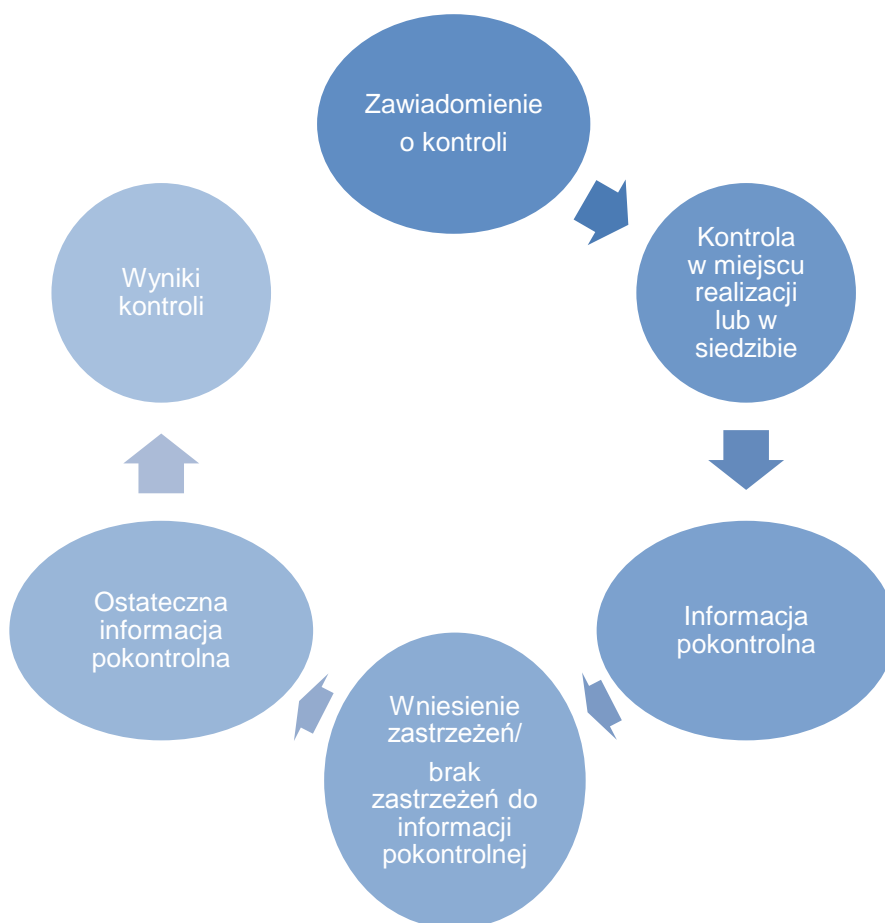 Zawiadomienie
o kontroli
Kontrola
w miejscu
realizacji
lub w
siedzibie
Informacja
pokontrolna
Wniesienie
zastrzeżeń/
brak
zastrzeżeń do
informacji
pokontrolnej
Ostateczna
informacja
pokontrolna
Wyniki
kontroli